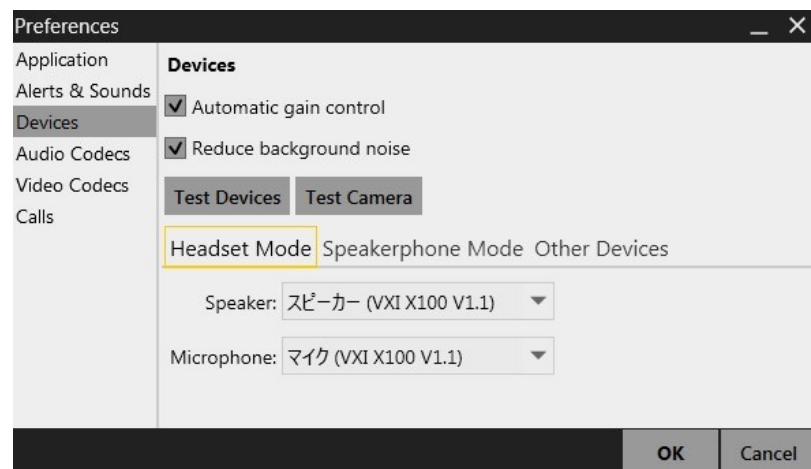 Preferences
Application
Alerts & Sounds
Devices
Audio Codecs
Video Codecs
Calls
Devices
Automatic gain control
Reduce background noise
Test Devices Test Camera
Headset Mode Speakerphone Mode Other Devices
Speaker: スピーカー (VXI X100 V1.1)
Microphone: マイク (VXI X100 V1.1)
OK Cancel